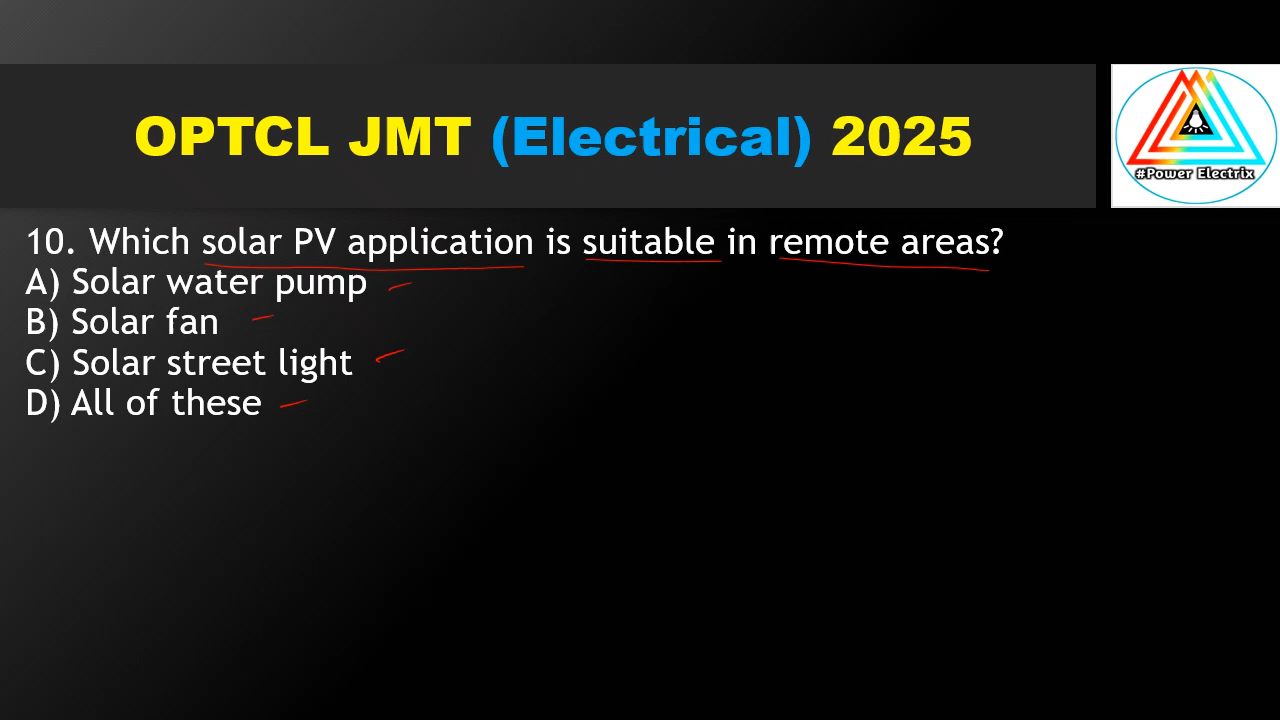 OPTCL JMT (Electrical) 2025
#Power Electrix
10. Which solar PV application is suitable in remote areas?
A) Solar water pump
B) Solar fan
C) Solar street light
D) All of these